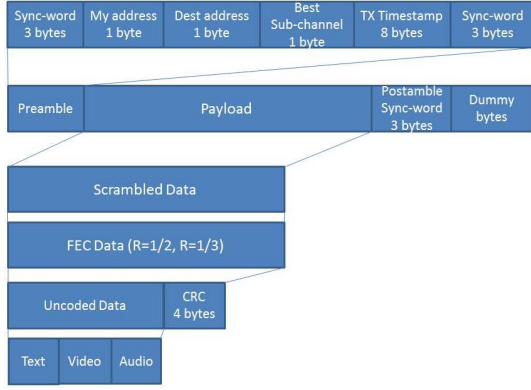 Sync-word
3 bytes
My address
1 byte
Dest address
1 byte
Best
Sub-channel
1 byte
TX Timestamp
8 bytes
Sync-word
3 bytes
Preamble
Payload
Postamble
Sync-word
3 bytes
Dummy
bytes
Scrambled Data
FEC Data (R=1/2, R=1/3)
Uncoded Data
CRC
4 bytes
Text
Video
Audio